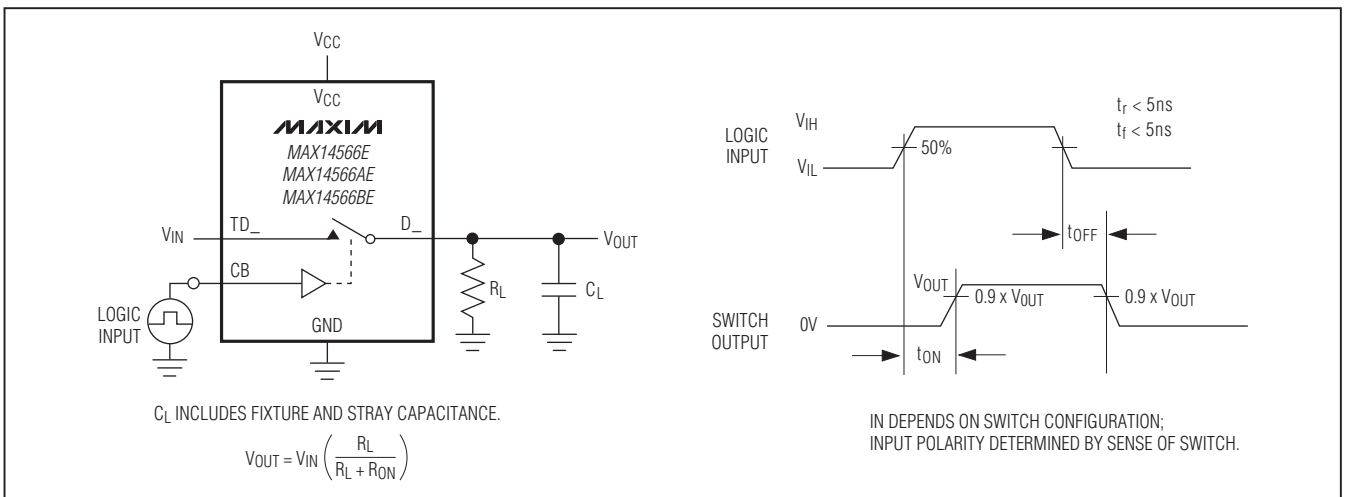 VCC
VCC
MAXIM
MAX14566E
MAX14566AE
MAX14566BE
VIN
TD_
D_
VOUT
CB
RL
CL
LOGIC
INPUT
GND
CL INCLUDES FIXTURE AND STRAY CAPACITANCE.
VOUT = VIN ( RL / RL + RON )
LOGIC
INPUT
VIH
VIL
50%
tr < 5ns
tf < 5ns
tOFF
VOUT
0.9 x V0UT
0.9 x VOUT
SWITCH
OUTPUT
0V
tON
IN DEPENDS ON SWITCH CONFIGURATION;
INPUT POLARITY DETERMINED BY SENSE OF SWITCH.